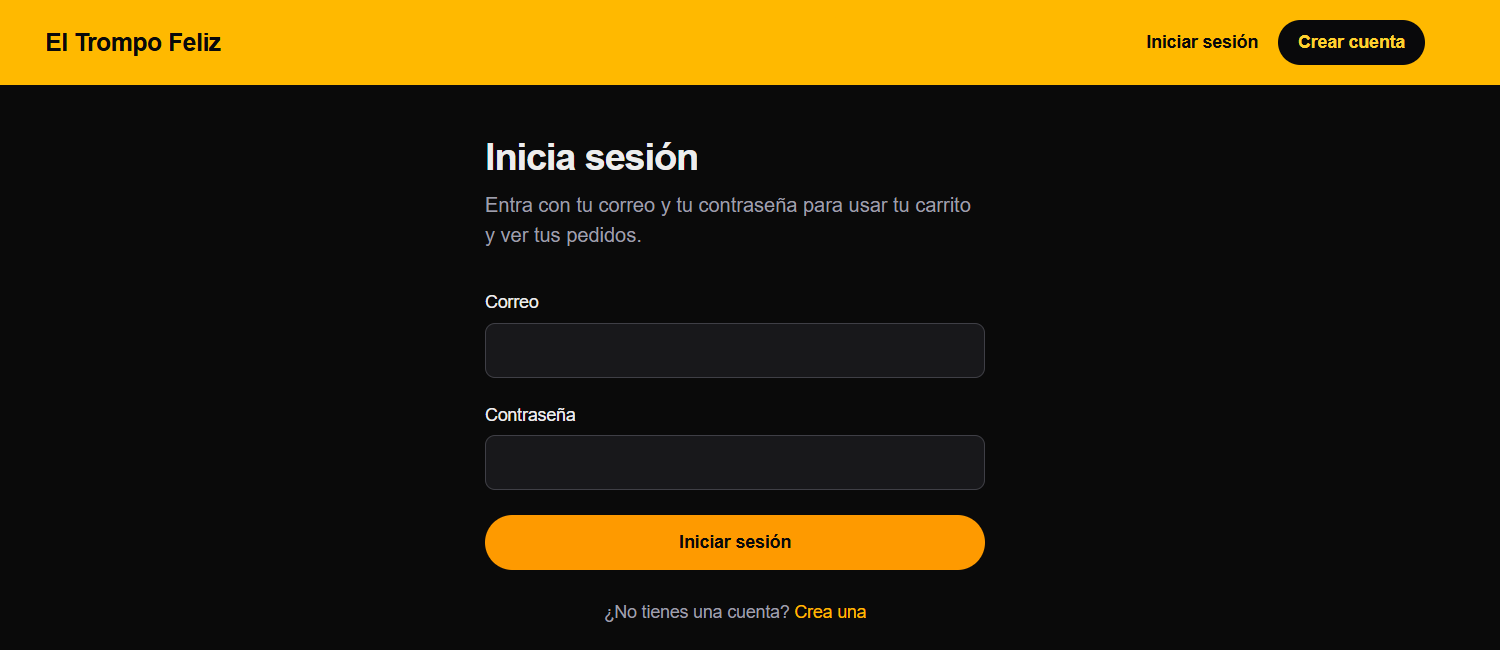 El Trompo Feliz
Iniciar sesión
Crear cuenta
Inicia sesión
Entra con tu correo y tu contraseña para usar tu carrito
y ver tus pedidos.
Correo
Contraseña
Iniciar sesión
¿No tienes una cuenta? Crea una